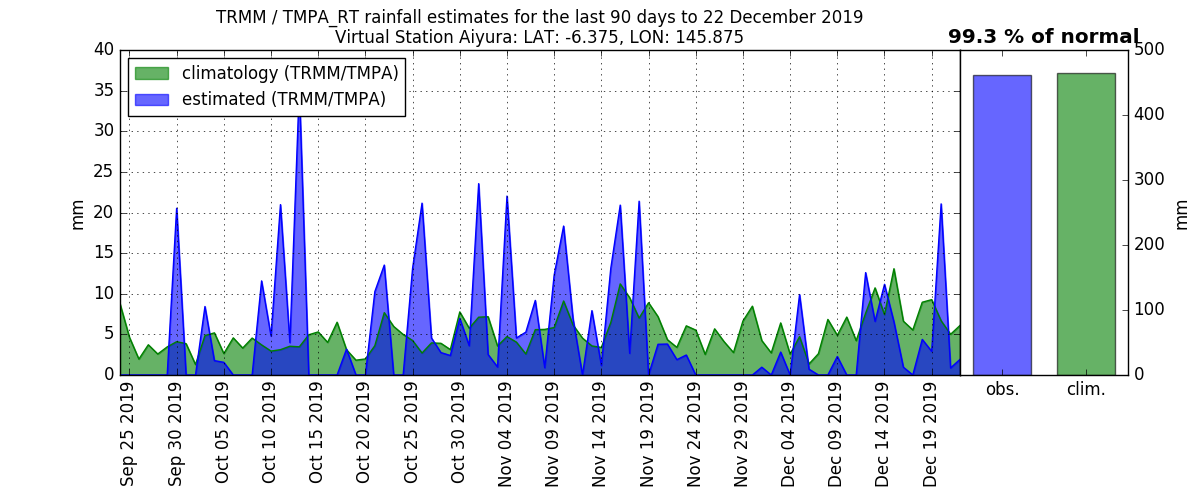 TRMM / TMPA_RT rainfall estimates for the last 90 days to 22 December 2019
Virtual Station Aiyura: LAT: -6.375, LON: 145.875
99.3 % of normal
climatology (TRMM/TMPA)
estimated (TRMM/TMPA)
40
35
30
25
20
15
10
5
0
mm
Sep 25 2019
Sep 30 2019
Oct 05 2019
Oct 10 2019
Oct 15 2019
Oct 20 2019
Oct 25 2019
Oct 30 2019
Nov 04 2019
Nov 09 2019
Nov 14 2019
Nov 19 2019
Nov 24 2019
Nov 29 2019
Dec 04 2019
Dec 09 2019
Dec 14 2019
Dec 19 2019
obs.
clim.
500
400
300
200
100
0
mm